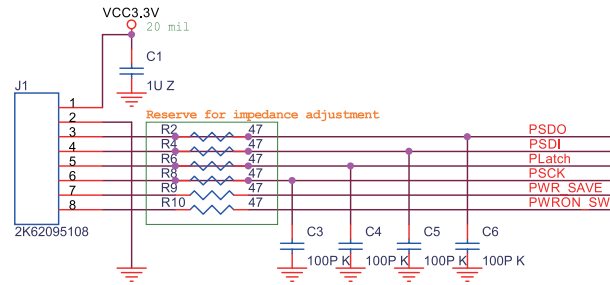 VCC3.3V
20 mil
C1
1U Z
J1
1
2
3
4
5
6
7
8
2K62095108
Reserve for impedance adjustment
R2 47 PSDO
R4 47 PSDI
R6 47 PLatch
R8 47 PSCK
R9 47 PWR_SAVE
R10 47 PWRON_SW
C3 C4 C5 C6
100P K 100P K 100P K 100P K